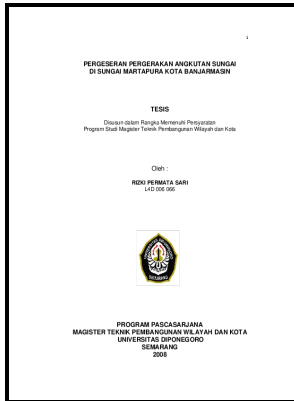 1
PERGESERAN PERGERAKAN ANGKUTAN SUNGAI
DI SUNGAI MARTAPURA KOTA BANJARMASIN
TESIS
Disusun dalam Rangka Memenuhi Persyaratan
Program Studi Magister Teknik Pembangunan Wilayah dan Kota
Oleh :
RIZKI PERMATA SARI
L4D 006 066
SEMARANG
PROGRAM PASCASARJANA
MAGISTER TEKNIK PEMBANGUNAN WILAYAH DAN KOTA
UNIVERSITAS DIPONEGORO
SEMARANG
2008